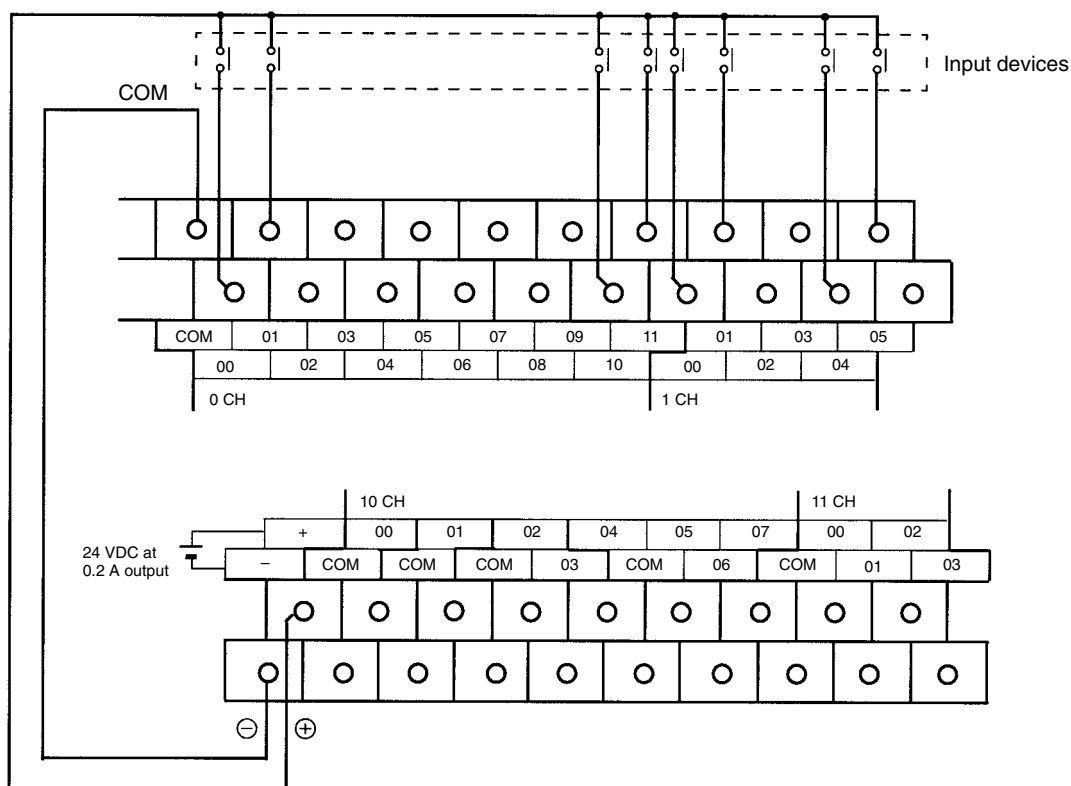 Input devices
COM
COM 01 03 05 07 09 11 01 03 05
00 02 04 06 08 10 00 02 04
0 CH 1 CH
10 CH 11 CH
+ 00 01 02 04 05 07 00 02
24 VDC at
0.2 A output
− COM COM COM 03 COM 06 COM 01 03
⊖ ⊕